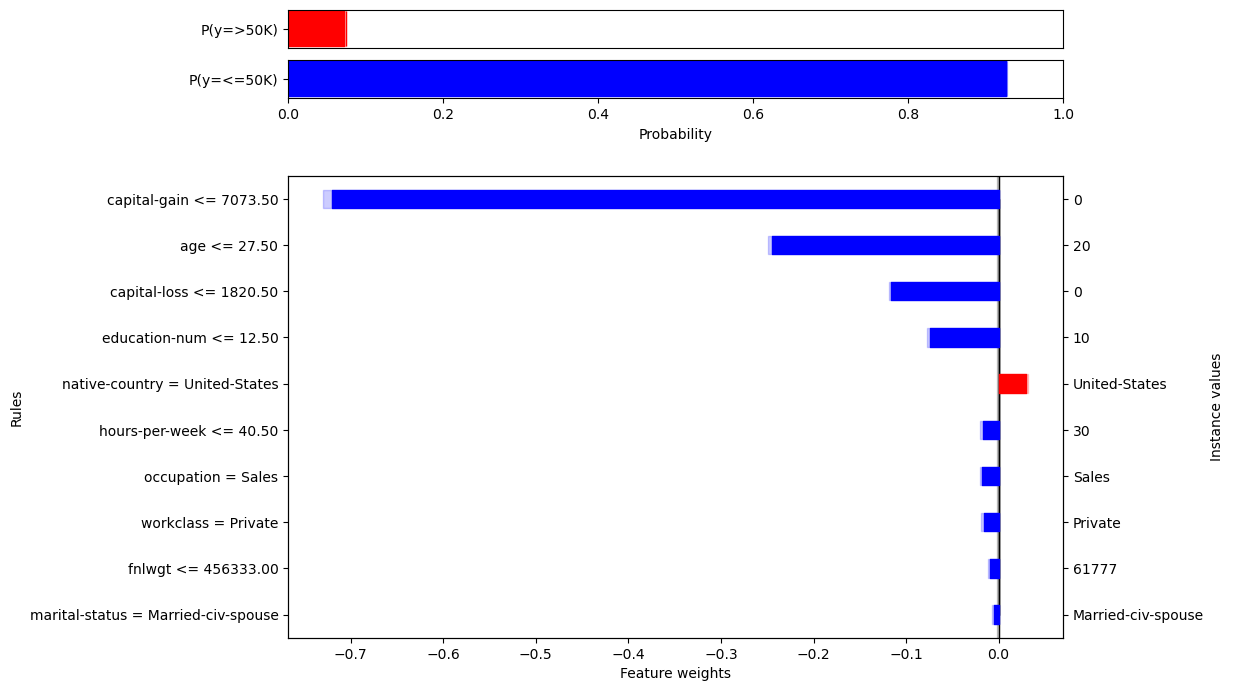 P(y=>50K)
P(y=<=50K)
0.0 0.2 0.4 0.6 0.8 1.0
Probability
capital-gain <= 7073.50 0
age <= 27.50 20
capital-loss <= 1820.50 0
education-num <= 12.50 10
native-country = United-States United-States
hours-per-week <= 40.50 30
occupation = Sales Sales
workclass = Private Private
fnlwgt <= 456333.00 61777
marital-status = Married-civ-spouse Married-civ-spouse
Rules
Instance values
−0.7 −0.6 −0.5 −0.4 −0.3 −0.2 −0.1 0.0
Feature weights